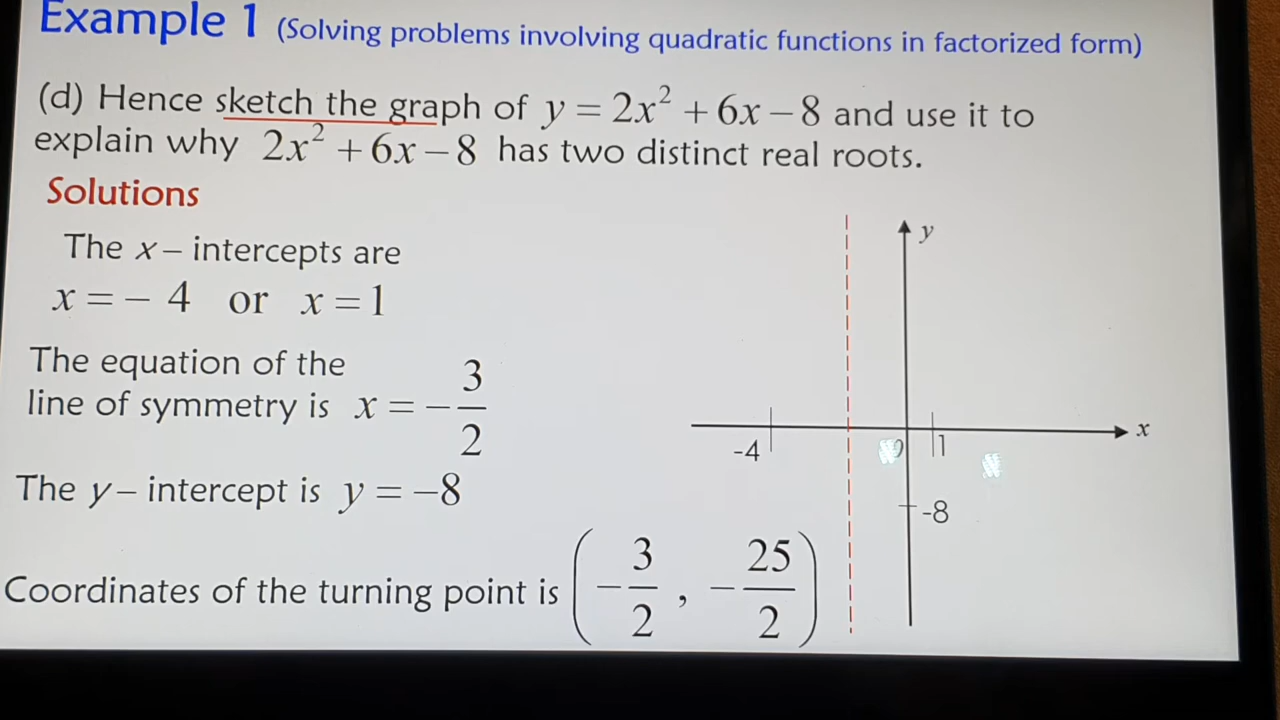 Example 1 (Solving problems involving quadratic functions in factorized form)
(d) Hence sketch the graph of y = 2x² + 6x – 8 and use it to
explain why 2x² + 6x – 8 has two distinct real roots.
Solutions
The x – intercepts are
x = – 4 or x = 1
The equation of the
line of symmetry is x = –3/2
The y – intercept is y = –8
Coordinates of the turning point is (–3/2, –25/2)
y
x
-4
0
1
-8